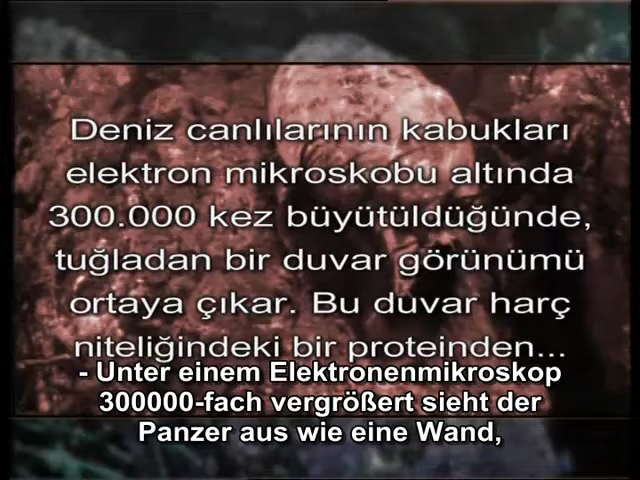 Deniz canlılarının kabukları
elektron mikroskobu altında
300.000 kez büyütüldüğünde,
tuğladan bir duvar görünümü
ortaya çıkar. Bu duvar harç
niteliğindeki bir proteinden...
- Unter einem Elektronenmikroskop
300000-fach vergrößert sieht der
Panzer aus wie eine Wand,